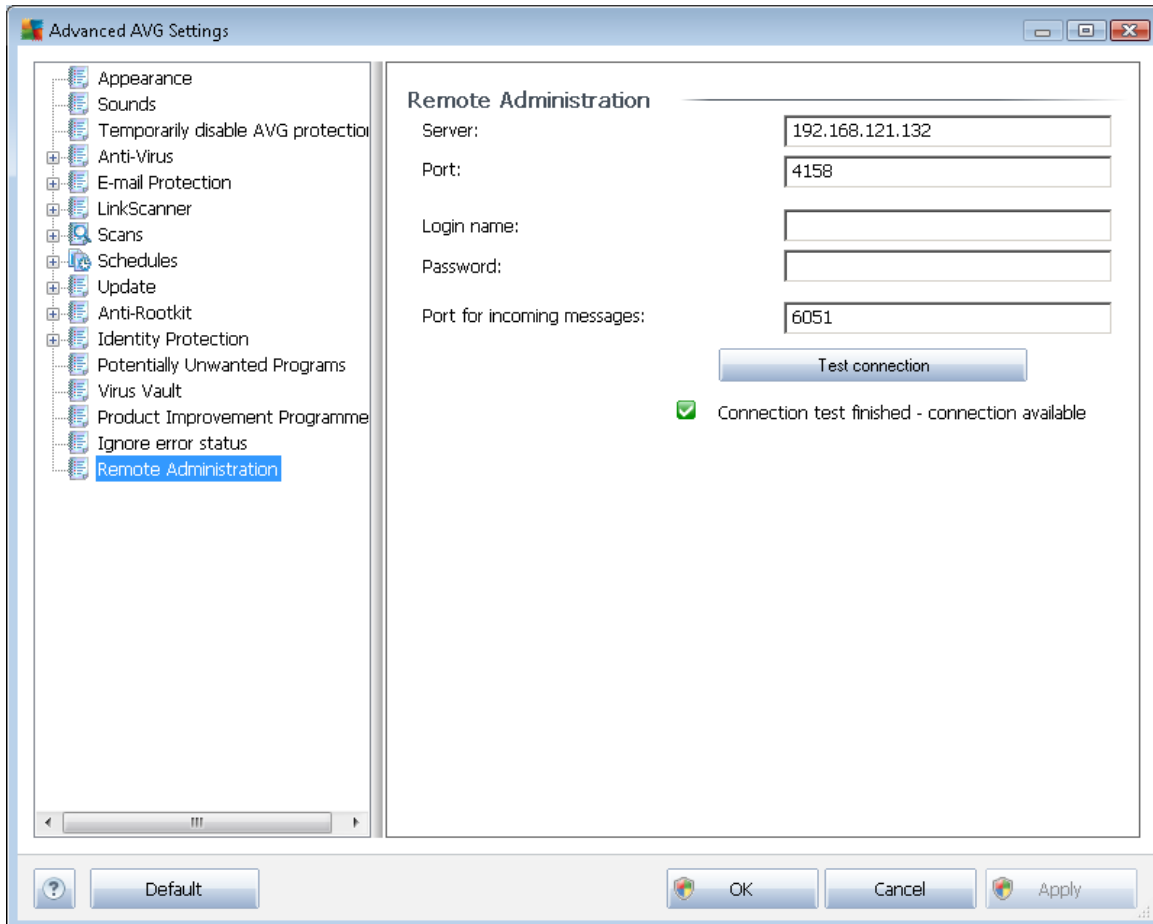 Advanced AVG Settings
Appearance
Sounds
Temporarily disable AVG protection
Anti-Virus
E-mail Protection
LinkScanner
Scans
Schedules
Update
Anti-Rootkit
Identity Protection
Potentially Unwanted Programs
Virus Vault
Product Improvement Programme
Ignore error status
Remote Administration
Remote Administration
Server: 192.168.121.132
Port: 4158
Login name:
Password:
Port for incoming messages: 6051
Test connection
Connection test finished - connection available
? Default OK Cancel Apply